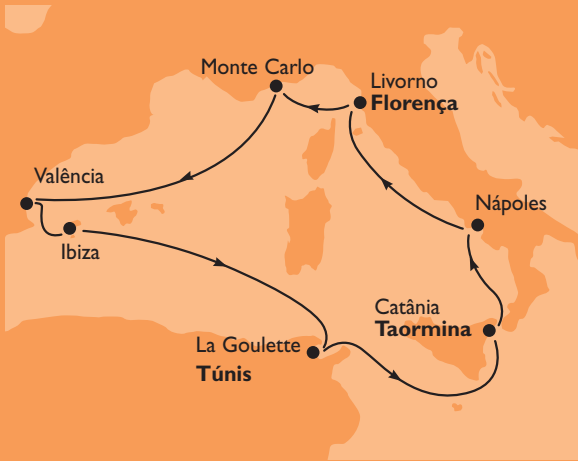 Monte Carlo
Livorno
Florença
Valência
Nápoles
Ibiza
Catânia
Taormina
La Goulette
Túnis